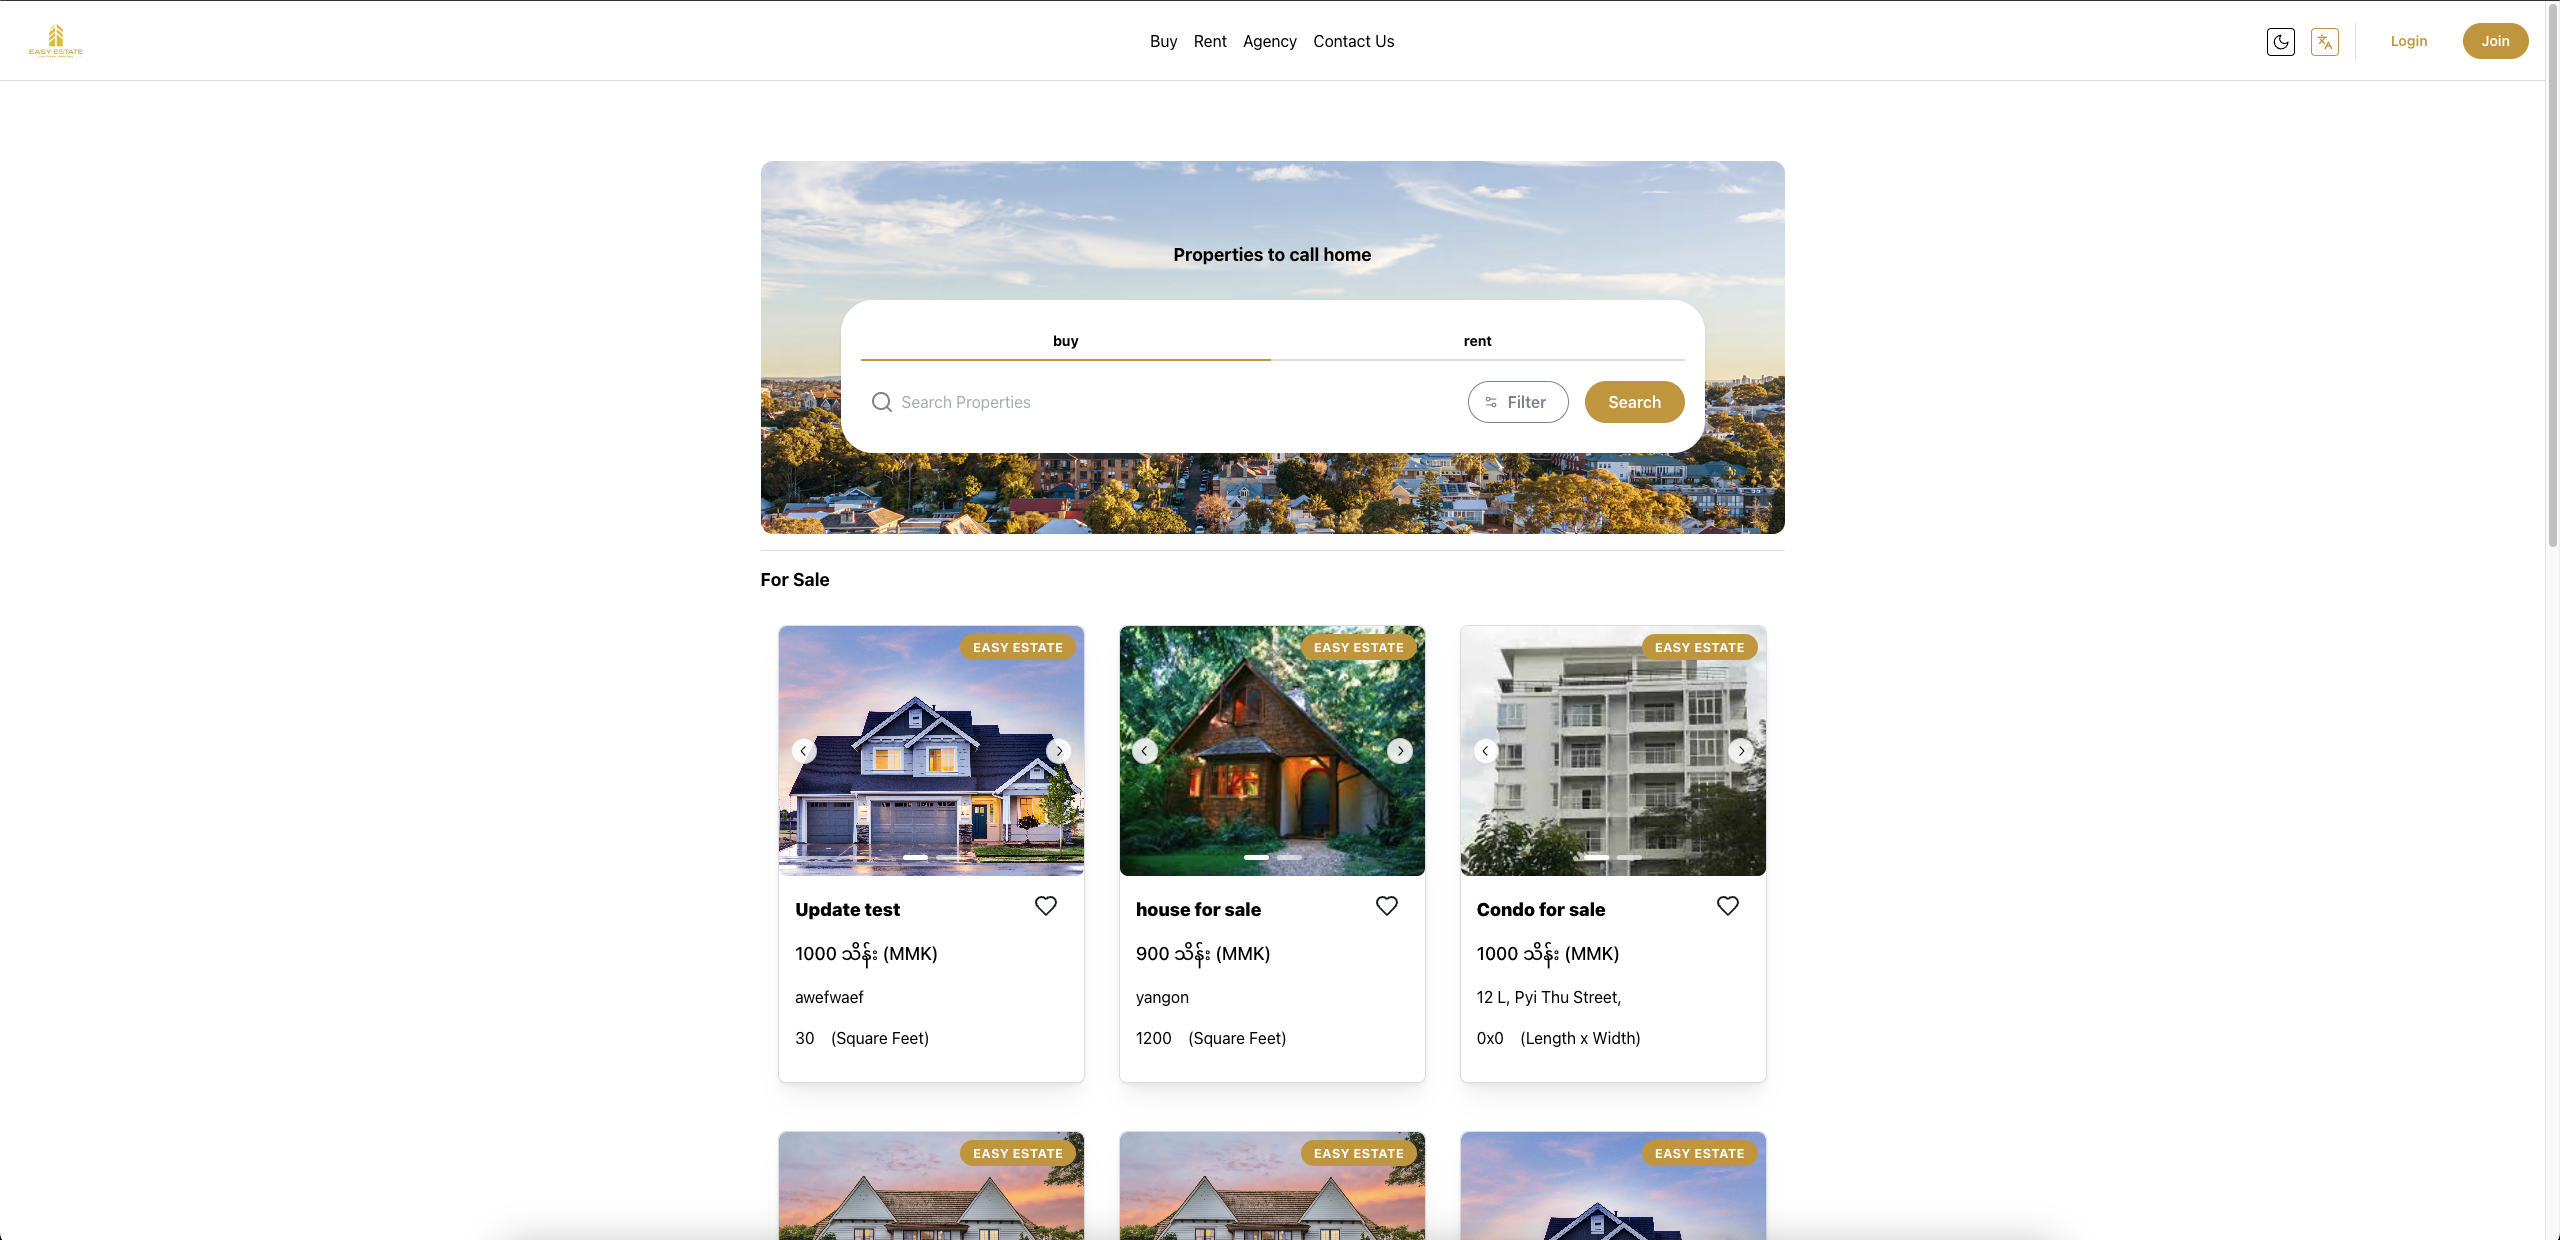 EASY ESTATE
Buy Rent Agency Contact Us
Login Join
Properties to call home
buy rent
Search Properties Filter Search
For Sale
EASY ESTATE
Update test
1000 သိန်း (MMK)
awefwaef
30 (Square Feet)
EASY ESTATE
house for sale
900 သိန်း (MMK)
yangon
1200 (Square Feet)
EASY ESTATE
Condo for sale
1000 သိန်း (MMK)
12 L, Pyi Thu Street,
0x0 (Length x Width)
EASY ESTATE
EASY ESTATE
EASY ESTATE